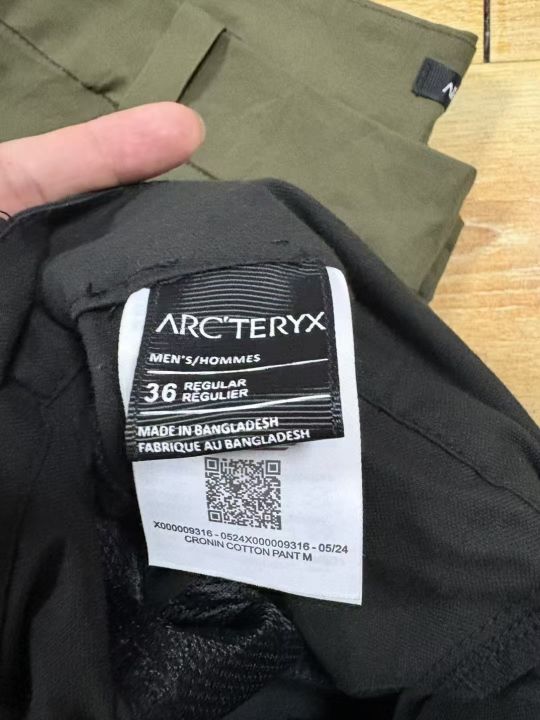 ARC'TERYX
MEN'S/HOMMES
36 REGULAR
RÉGULIER
MADE IN BANGLADESH
FABRIQUE AU BANGLADESH
X000009316 - 0524X000009316 - 05/24
CRONIN COTTON PANT M